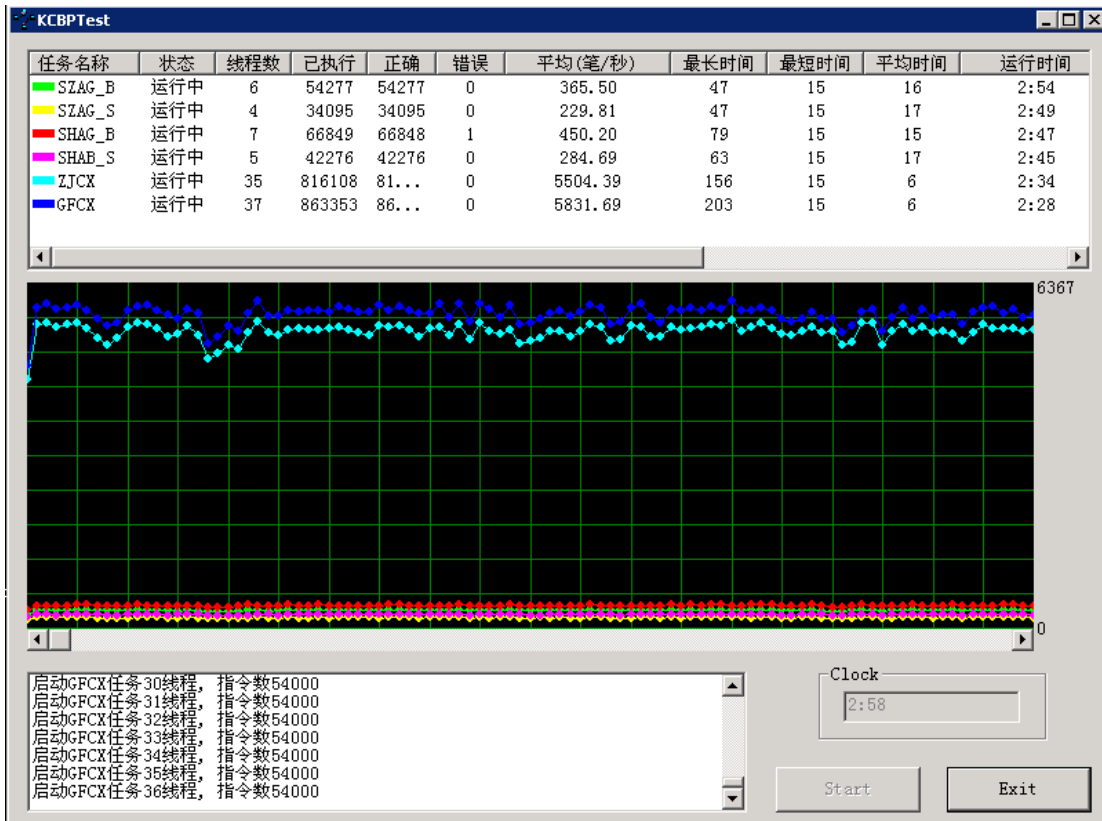 KCBPTest
任务名称 状态 线程数 已执行 正确 错误 平均(笔/秒) 最长时间 最短时间 平均时间 运行时间
SZAG_B 运行中 6 54277 54277 0 365.50 47 15 16 2:54
SZAG_S 运行中 4 34095 34095 0 229.81 47 15 17 2:49
SHAG_B 运行中 7 66849 66848 1 450.20 79 15 15 2:47
SHAB_S 运行中 5 42276 42276 0 284.69 63 15 17 2:45
ZJCX 运行中 35 816108 81... 0 5504.39 156 15 6 2:34
GFCX 运行中 37 863353 86... 0 5831.69 203 15 6 2:28
6367
0
启动GFCX任务30线程, 指令数54000
启动GFCX任务31线程, 指令数54000
启动GFCX任务32线程, 指令数54000
启动GFCX任务33线程, 指令数54000
启动GFCX任务34线程, 指令数54000
启动GFCX任务35线程, 指令数54000
启动GFCX任务36线程, 指令数54000
Clock
2:58
Start Exit